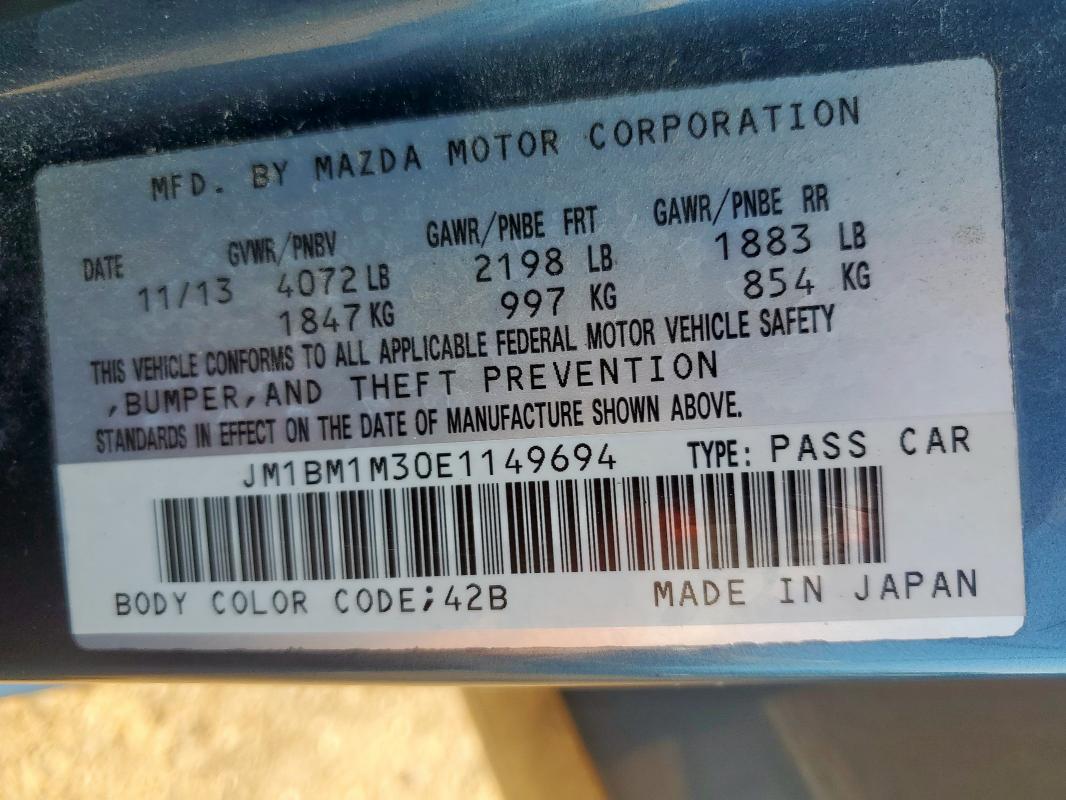 MFD. BY MAZDA MOTOR CORPORATION
DATE GVWR/PNBV GAWR/PNBE FRT GAWR/PNBE RR
11/13 4072 LB 2198 LB 1883 LB
1847 KG 997 KG 854 KG
THIS VEHICLE CONFORMS TO ALL APPLICABLE FEDERAL MOTOR VEHICLE SAFETY
,BUMPER,AND THEFT PREVENTION
STANDARDS IN EFFECT ON THE DATE OF MANUFACTURE SHOWN ABOVE.
JM1BM1M30E1149694 TYPE: PASS CAR
BODY COLOR CODE;42B MADE IN JAPAN